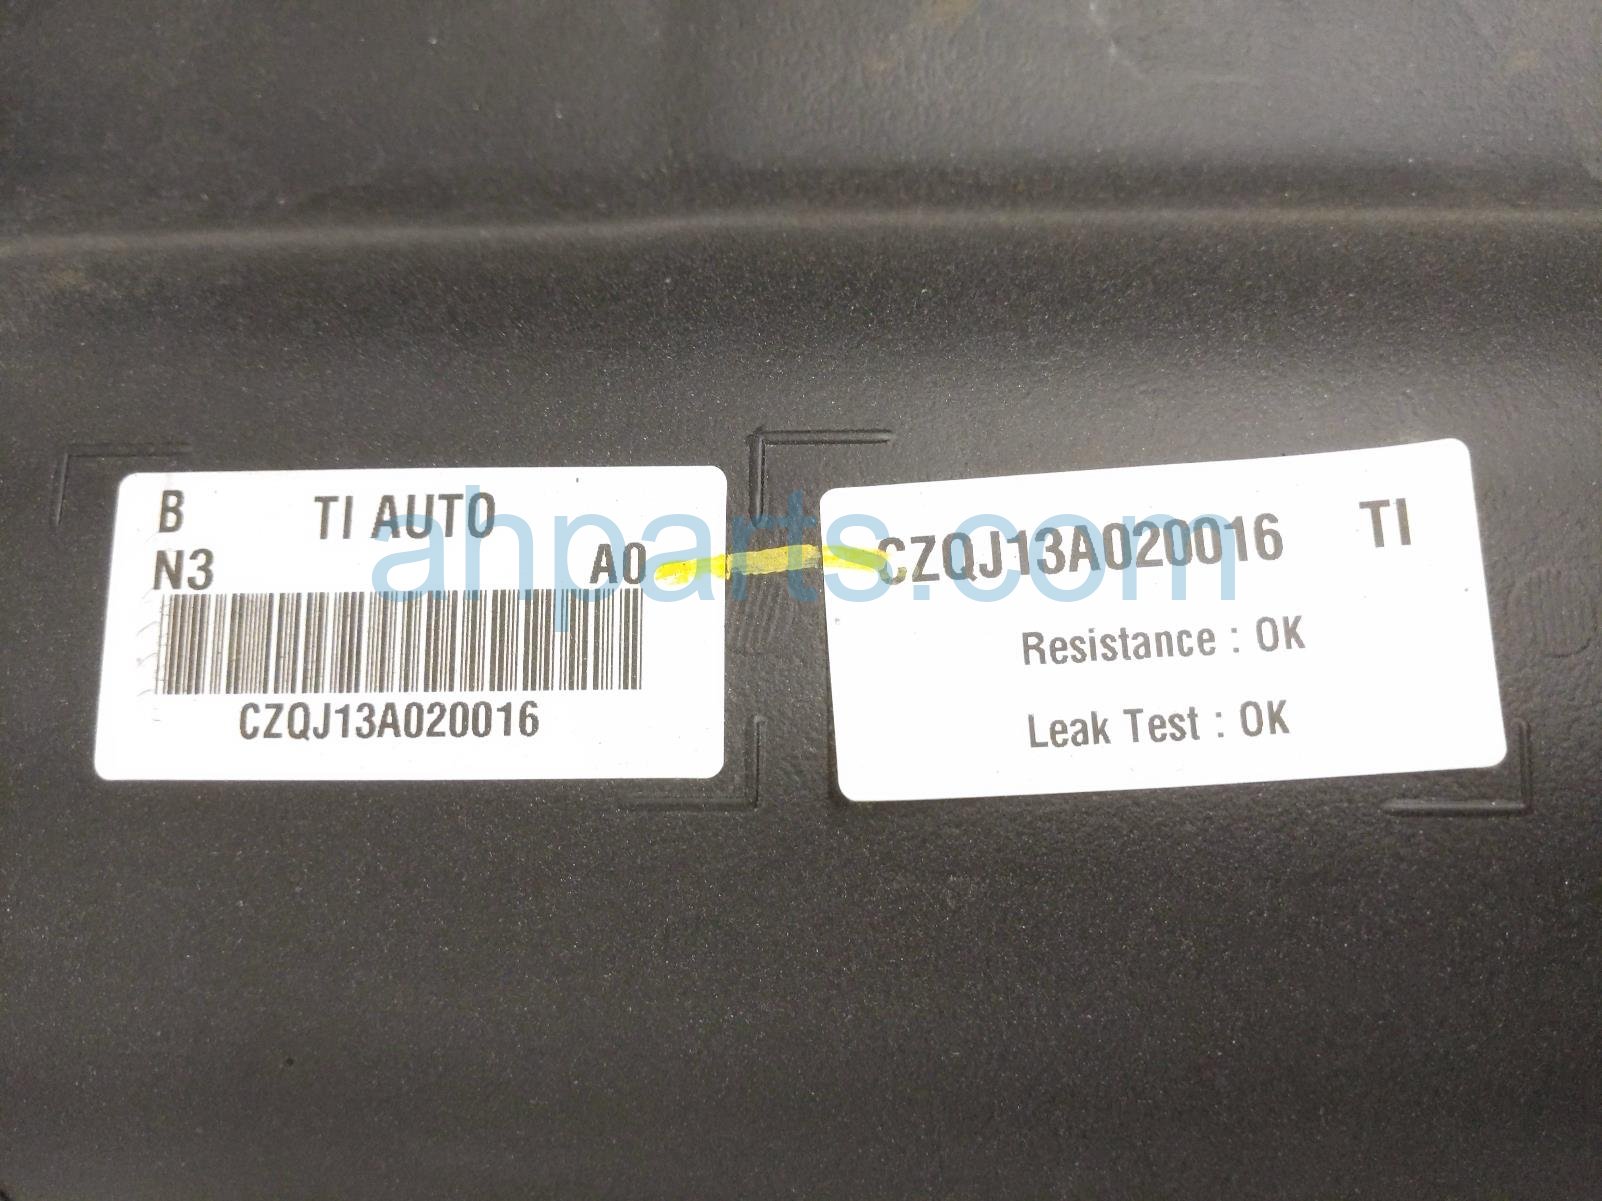 B TI AUTO
N3 A0
CZQJ13A020016
CZQJ13A020016 TI
Resistance : OK
Leak Test : OK
ahparts.com